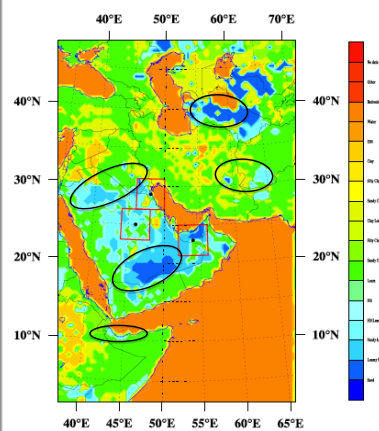 40°E 50°E 60°E 70°E
40°N 40°N
30°N 30°N
20°N 20°N
10°N 10°N
40°E 45°E 50°E 55°E 60°E 65°E
No data
Other
Bedrock
Water
Clay
Silty Cl
Sandy C
Clay Lo
Silty Cl
Sandy C
Loam
Silt
Silt Loam
Sandy L
Loamy S
Sand